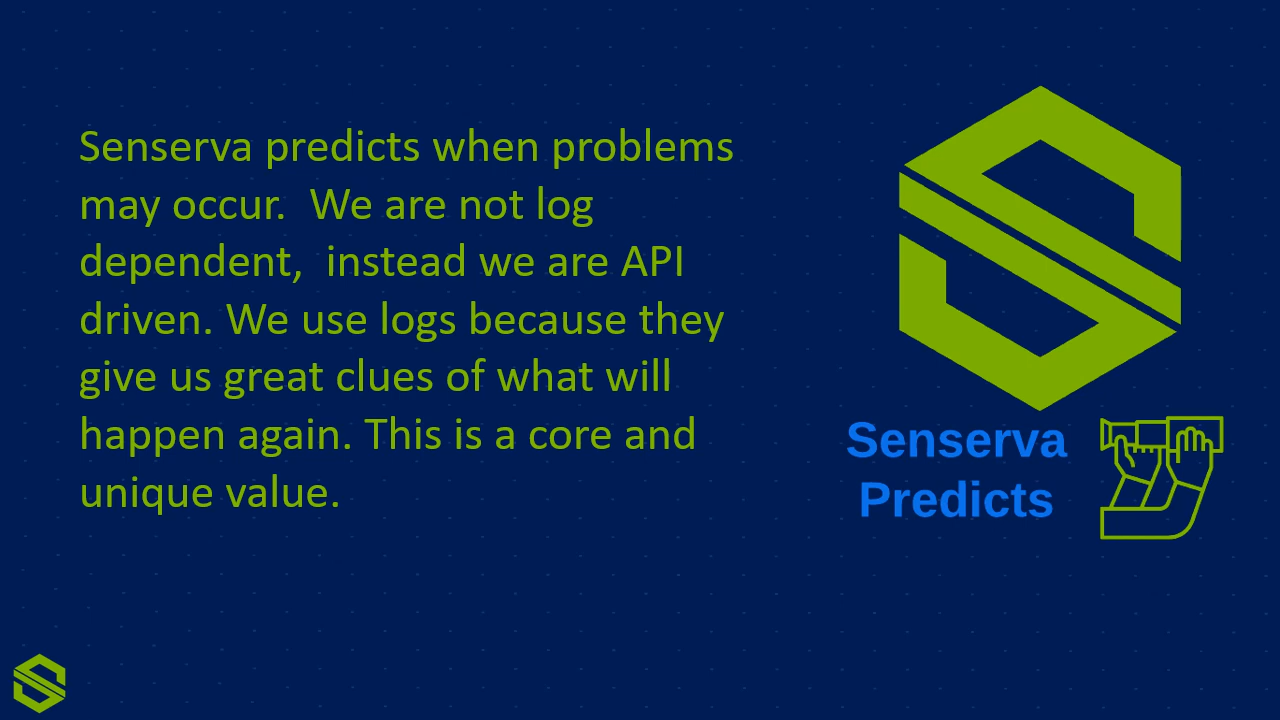 Senserva predicts when problems
may occur.  We are not log
dependent,  instead we are API
driven. We use logs because they
give us great clues of what will
happen again. This is a core and
unique value.
Senserva
Predicts